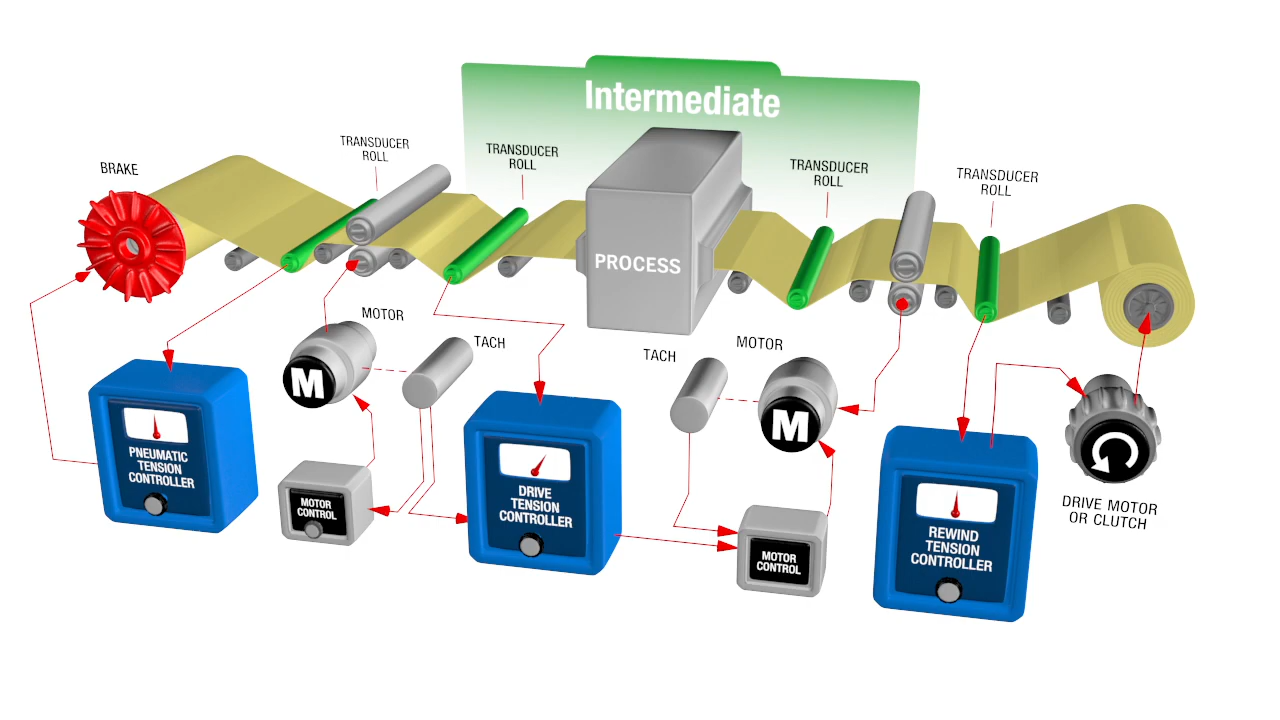 Intermediate
TRANSDUCER
ROLL
TRANSDUCER
ROLL
TRANSDUCER
ROLL
TRANSDUCER
ROLL
BRAKE
PROCESS
MOTOR
TACH
TACH
MOTOR
M
M
PNEUMATIC
TENSION
CONTROLLER
MOTOR
CONTROL
DRIVE
TENSION
CONTROLLER
MOTOR
CONTROL
REWIND
TENSION
CONTROLLER
DRIVE MOTOR
OR CLUTCH